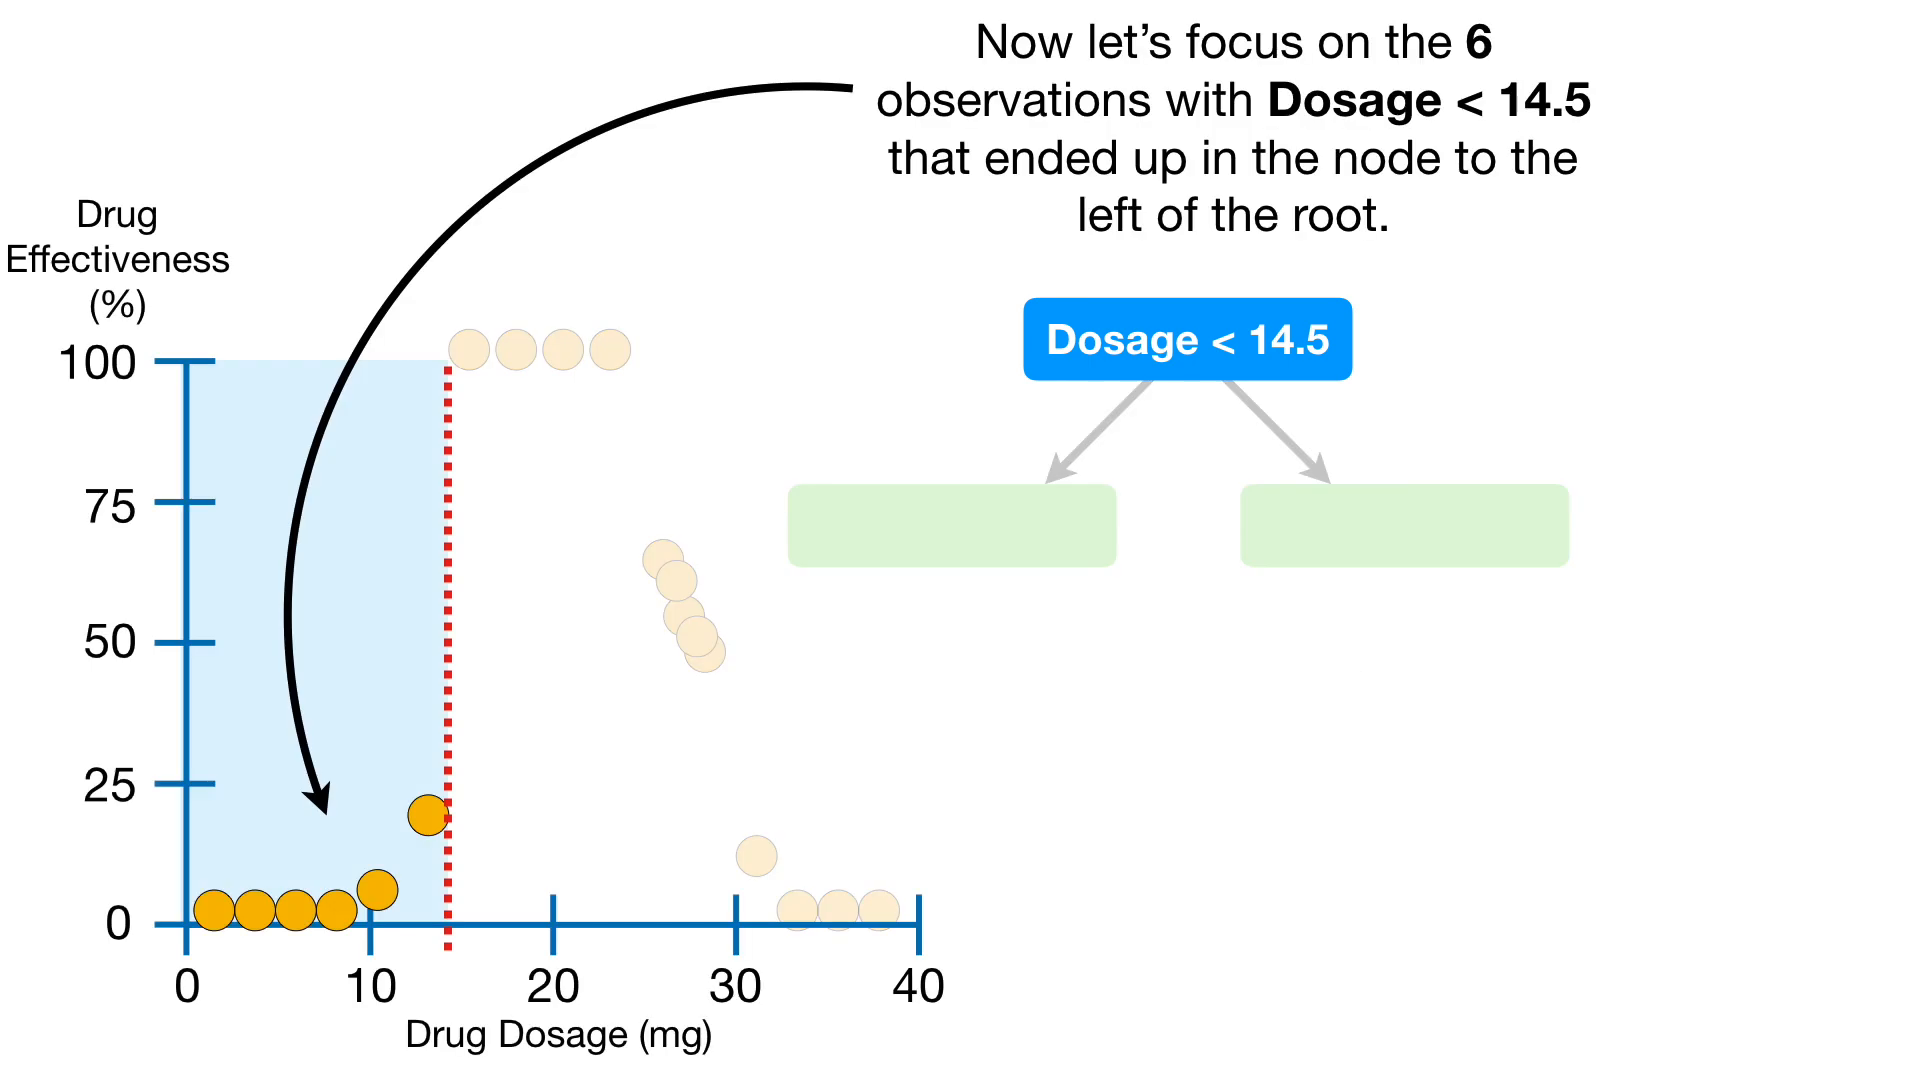 Now let’s focus on the 6
observations with Dosage < 14.5
that ended up in the node to the
left of the root.
Drug
Effectiveness
(%)
Dosage < 14.5
100
75
50
25
0
0 10 20 30 40
Drug Dosage (mg)